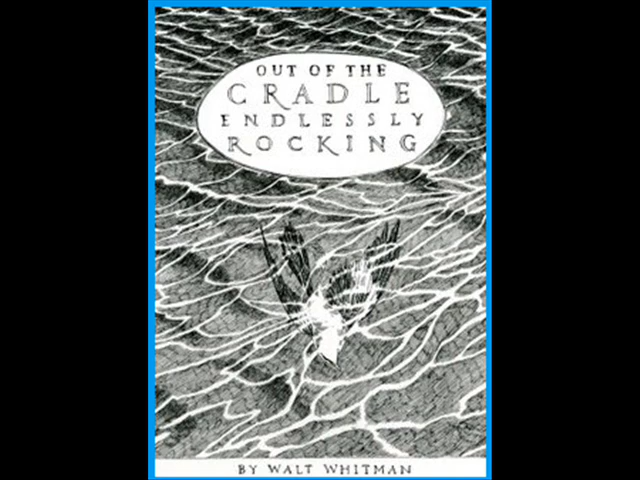 OUT OF THE
CRADLE
ENDLESSLY
ROCKING
BY WALT WHITMAN